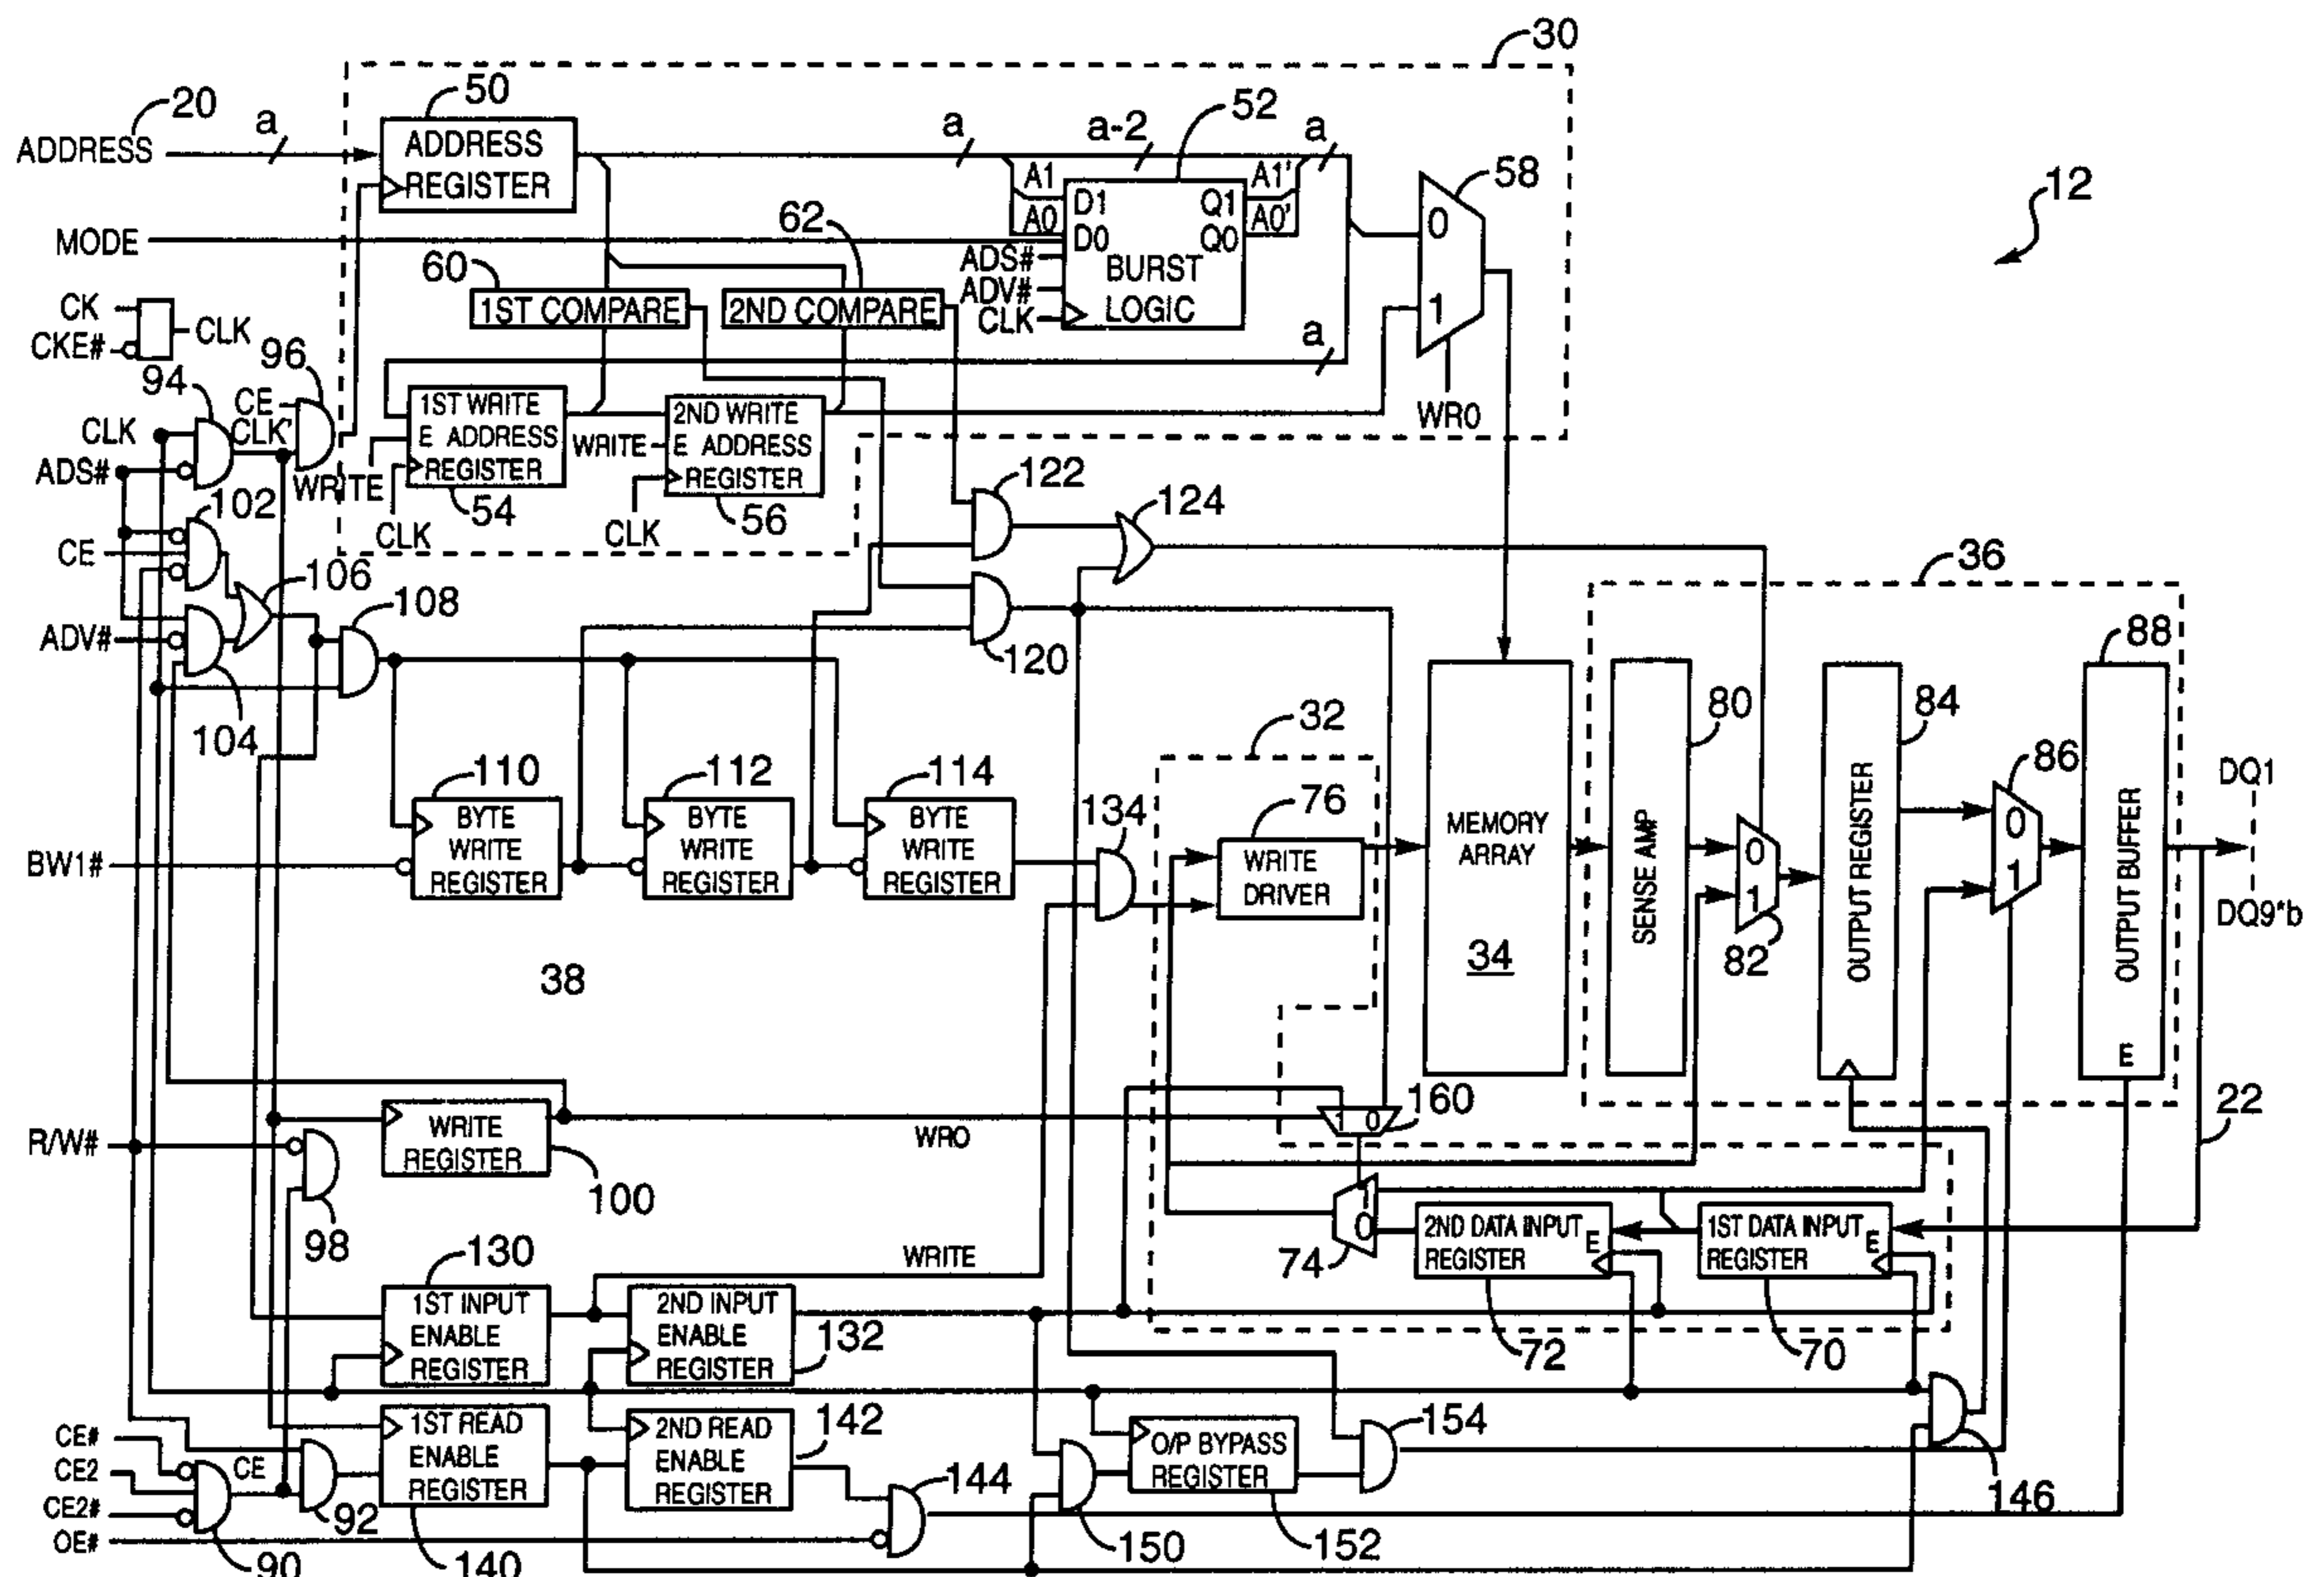 30
20
50
52
ADDRESS
a
ADDRESS
REGISTER
a
a-2
a
58
12
A1
A0
D1
D0
Q1
Q0
A1'
A0'
MODE
62
60
ADS#
ADV#
CLK
BURST
LOGIC
0
1
1ST COMPARE
2ND COMPARE
CK
CKE#
CLK
96
94
a
CE
CLK'
CLK
ADS#
1ST WRITE
E ADDRESS
REGISTER
2ND WRITE
E ADDRESS
REGISTER
WRITE
WRITE
WR0
54
56
CLK
CLK
102
122
124
CE
106
36
108
ADV#
104
120
88
32
80
84
86
110
112
114
134
76
BYTE
WRITE
REGISTER
BYTE
WRITE
REGISTER
BYTE
WRITE
REGISTER
WRITE
DRIVER
MEMORY
ARRAY
34
SENSE AMP
0
1
82
OUTPUT REGISTER
0
1
OUTPUT BUFFER
E
DQ1
DQ9*b
BW1#
38
22
R/W#
WRITE
REGISTER
100
WRO
1 0
160
98
1
0
74
2ND DATA INPUT
E
REGISTER
1ST DATA INPUT
E
REGISTER
72
70
130
WRITE
1ST INPUT
ENABLE
REGISTER
2ND INPUT
ENABLE
REGISTER
132
1ST READ
ENABLE
REGISTER
2ND READ
ENABLE
REGISTER
142
O/P BYPASS
REGISTER
154
CE#
CE2
CE2#
OE#
CE
144
146
92
90
140
150
152